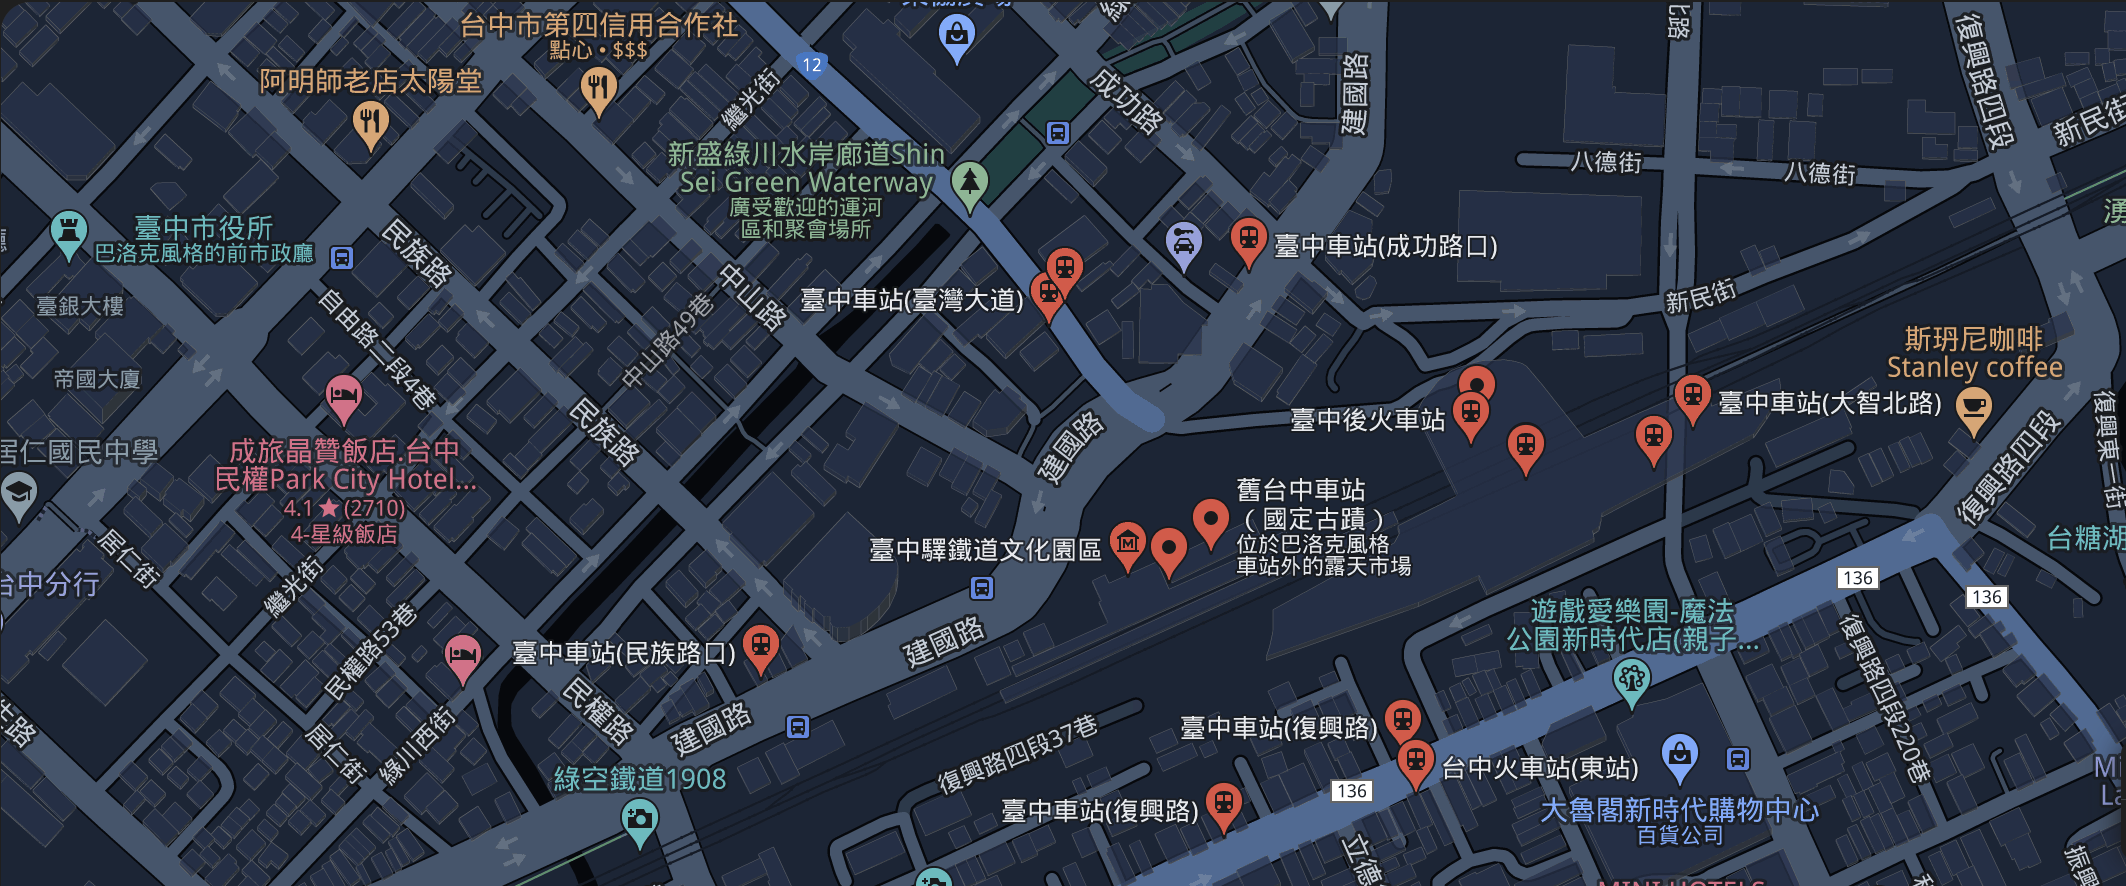 台中市第四信用合作社
點心 • $$$
阿明師老店太陽堂
12
繼光街
成功路
建國路
復興路四段
新民街
八德街
八德街
新盛綠川水岸廊道Shin
Sei Green Waterway
廣受歡迎的運河
區和聚會場所
臺中市役所
巴洛克風格的前市政廳
民族路
臺中車站(成功路口)
臺銀大樓
自由路二段4巷
中山路
臺中車站(臺灣大道)
新民街
中山路49巷
帝國大廈
斯玬尼咖啡
Stanley coffee
臺中車站(大智北路)
臺中後火車站
民族路
建國路
復興路四段
復興東一街
居仁國民中學
成旅晶贊飯店.台中
民權Park City Hotel...
4.1 ★ (2710)
4-星級飯店
舊台中車站
（國定古蹟）
位於巴洛克風格
車站外的露天市場
臺中驛鐵道文化園區
居仁街
繼光街
台中分行
136
136
遊戲愛樂園-魔法
公園新時代店(親子...
復興路四段220巷
民權路53巷
臺中車站(民族路口)
建國路
民權路
建國路
居仁街
綠川西街
復興路四段37巷
臺中車站(復興路)
台中火車站(東站)
綠空鐵道1908
臺中車站(復興路)
136
大魯閣新時代購物中心
百貨公司
MINI HOTELS